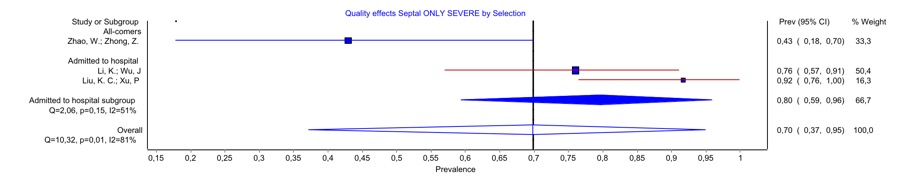 Quality effects Septal ONLY SEVERE by Selection
Study or Subgroup Prev (95% CI) % Weight
All-comers
Zhao, W.; Zhong, Z. 0,43 ( 0,18, 0,70) 33,3
Admitted to hospital
Li, K.; Wu, J 0,76 ( 0,57, 0,91) 50,4
Liu, K. C.; Xu, P 0,92 ( 0,76, 1,00) 16,3
Admitted to hospital subgroup 0,80 ( 0,59, 0,96) 66,7
Q=2,06, p=0,15, I2=51%
Overall 0,70 ( 0,37, 0,95) 100,0
Q=10,32, p=0,01, I2=81%
0,15 0,2 0,25 0,3 0,35 0,4 0,45 0,5 0,55 0,6 0,65 0,7 0,75 0,8 0,85 0,9 0,95 1
Prevalence